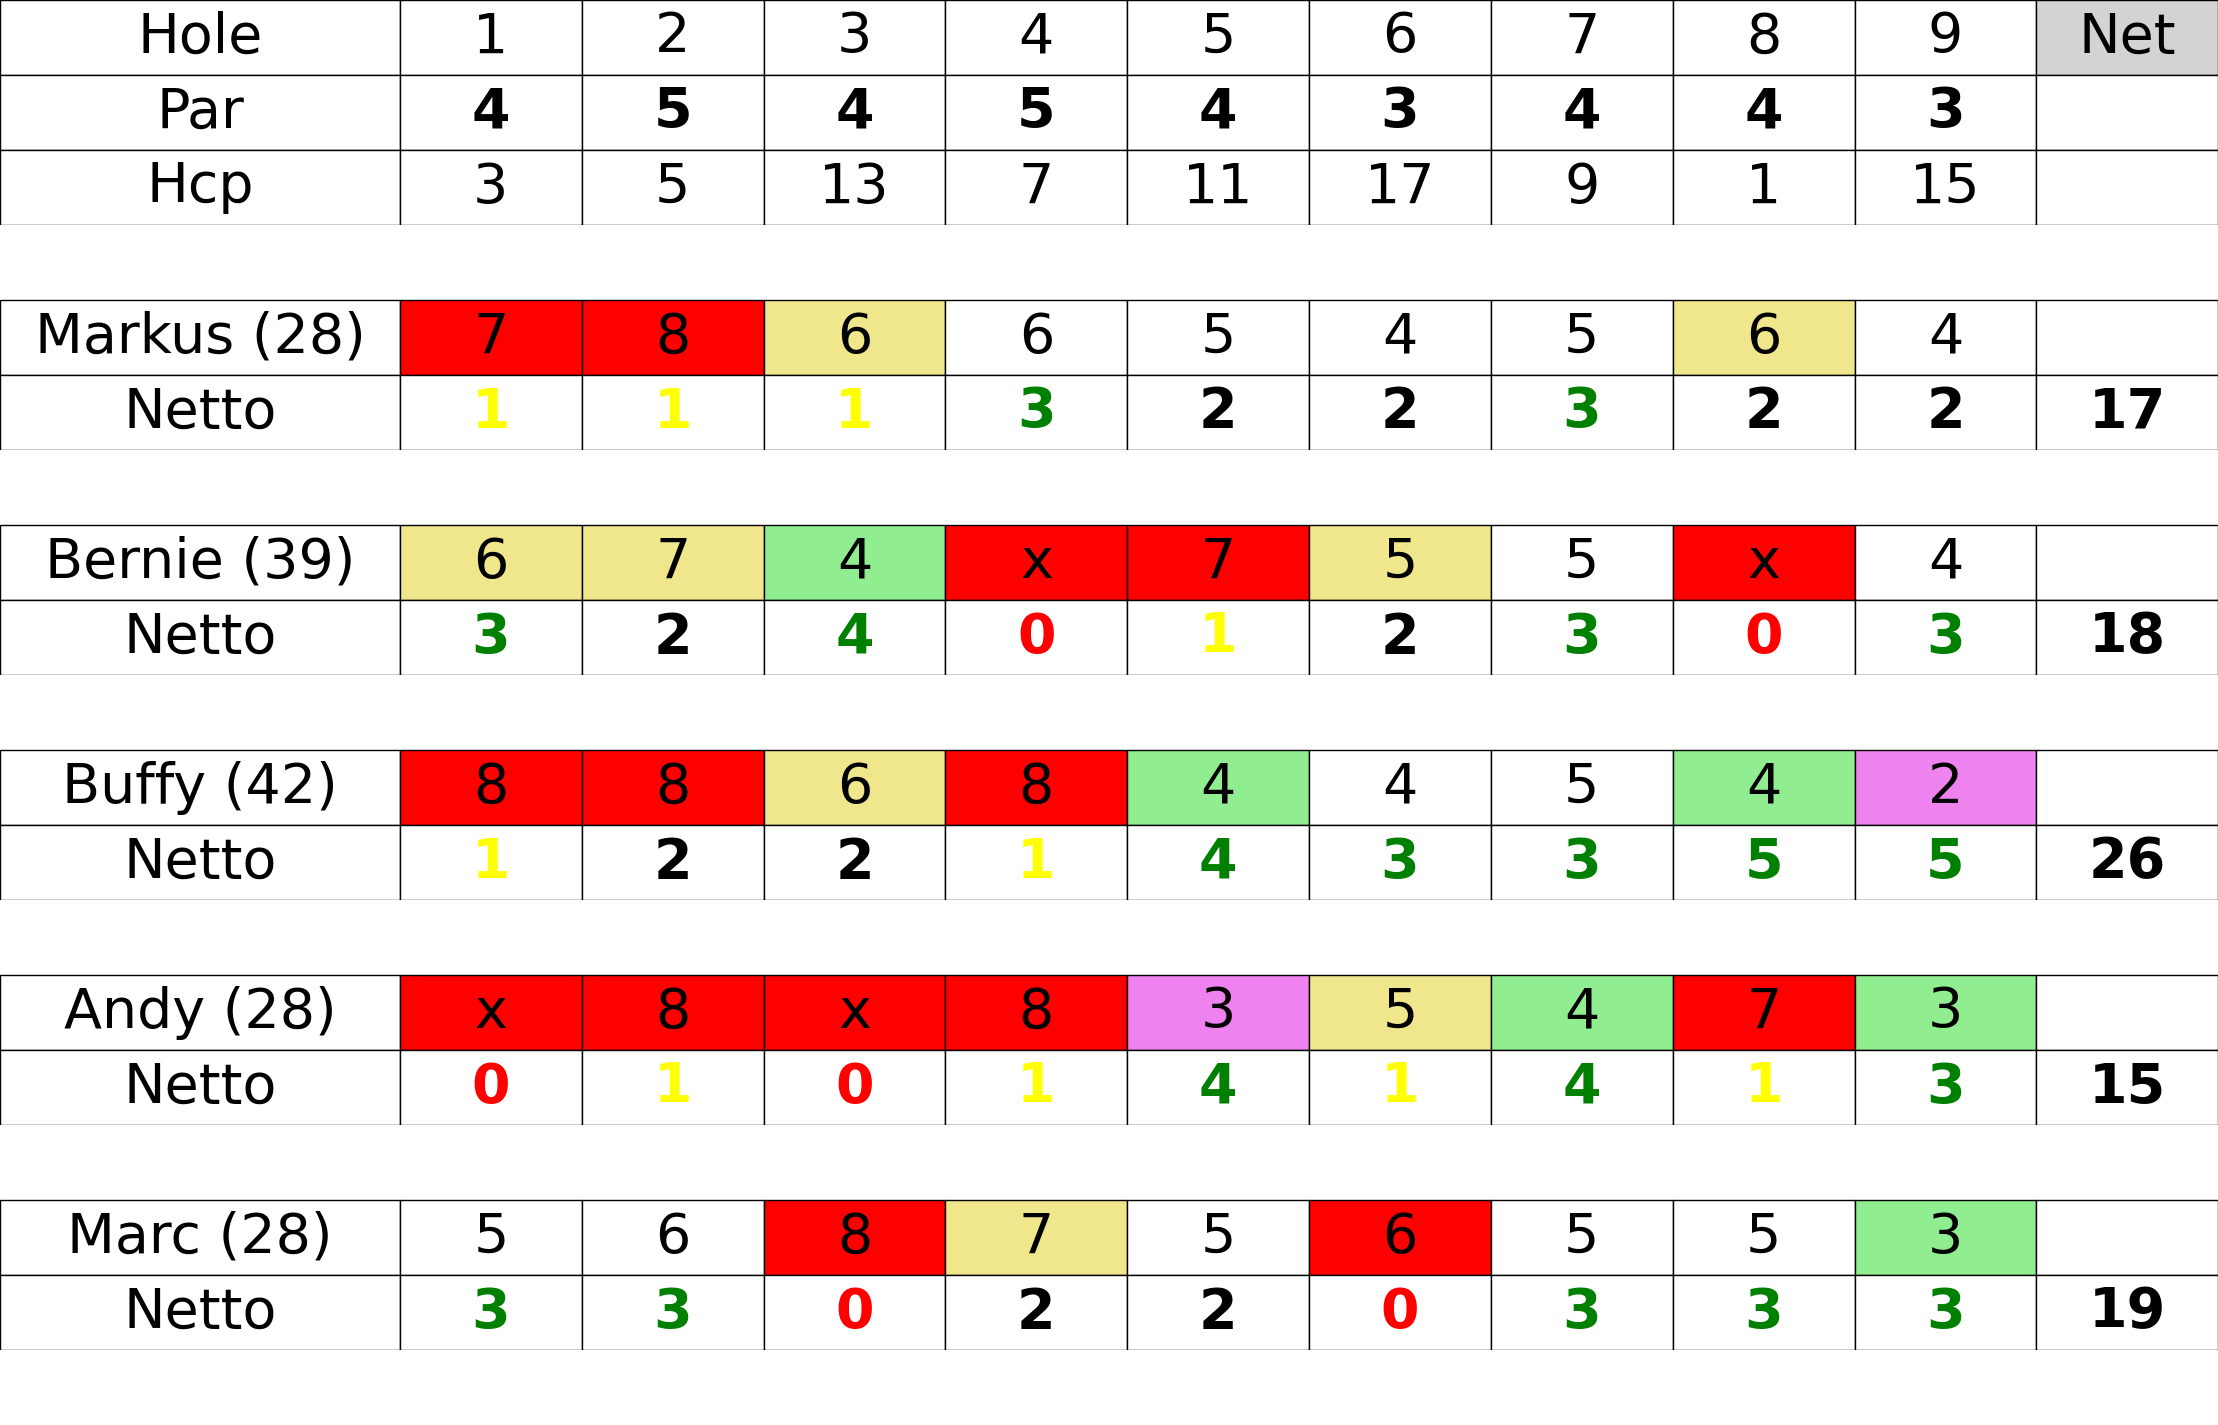 Hole 1 2 3 4 5 6 7 8 9 Net
Par 4 5 4 5 4 3 4 4 3
Hcp 3 5 13 7 11 17 9 1 15
Markus (28) 7 8 6 6 5 4 5 6 4
Netto 1 1 1 3 2 2 3 2 2 17
Bernie (39) 6 7 4 x 7 5 5 x 4
Netto 3 2 4 0 1 2 3 0 3 18
Buffy (42) 8 8 6 8 4 4 5 4 2
Netto 1 2 2 1 4 3 3 5 5 26
Andy (28) x 8 x 8 3 5 4 7 3
Netto 0 1 0 1 4 1 4 1 3 15
Marc (28) 5 6 8 7 5 6 5 5 3
Netto 3 3 0 2 2 0 3 3 3 19